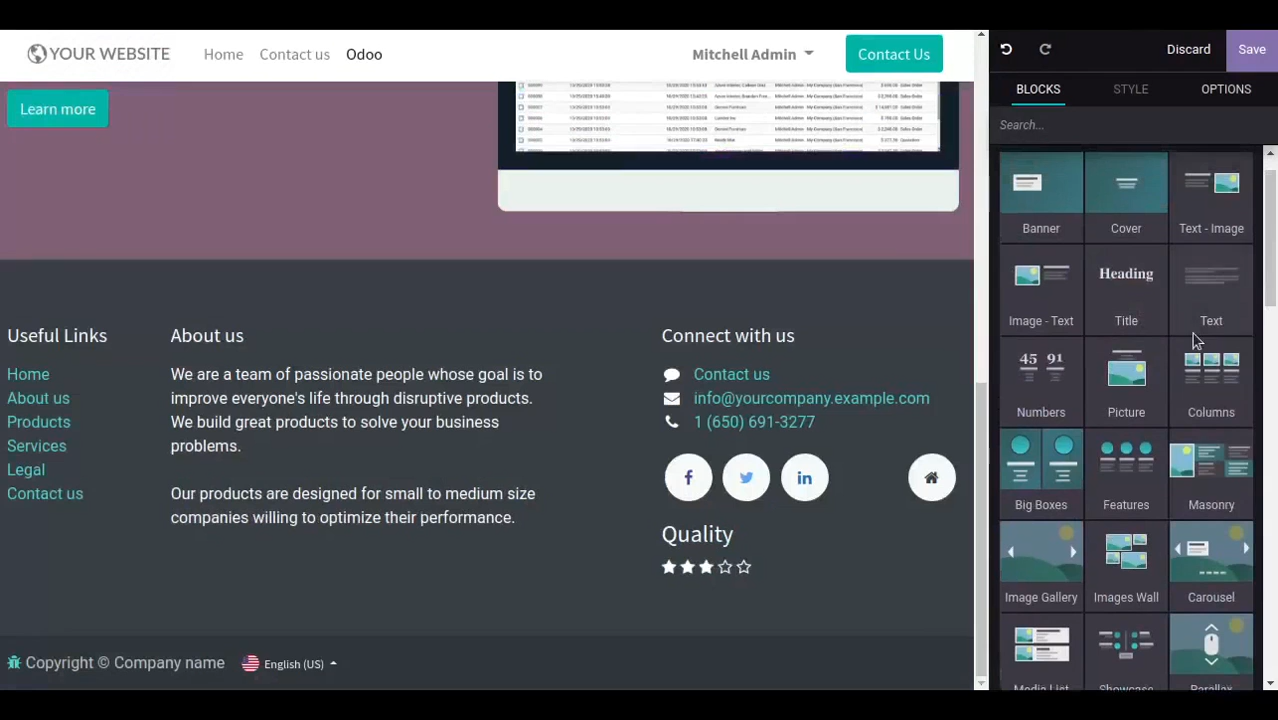 YOUR WEBSITE
Home
Contact us
Odoo
Mitchell Admin
Contact Us
Discard
Save
BLOCKS
STYLE
OPTIONS
Search...
Learn more
Banner
Cover
Text - Image
Heading
Image - Text
Title
Text
45 91
Numbers
Picture
Columns
Big Boxes
Features
Masonry
Image Gallery
Images Wall
Carousel
Media List
Showcase
Parallax
Useful Links
Home
About us
Products
Services
Legal
Contact us
About us
We are a team of passionate people whose goal is to
improve everyone's life through disruptive products.
We build great products to solve your business
problems.
Our products are designed for small to medium size
companies willing to optimize their performance.
Connect with us
Contact us
info@yourcompany.example.com
1 (650) 691-3277
Quality
Copyright © Company name
English (US)